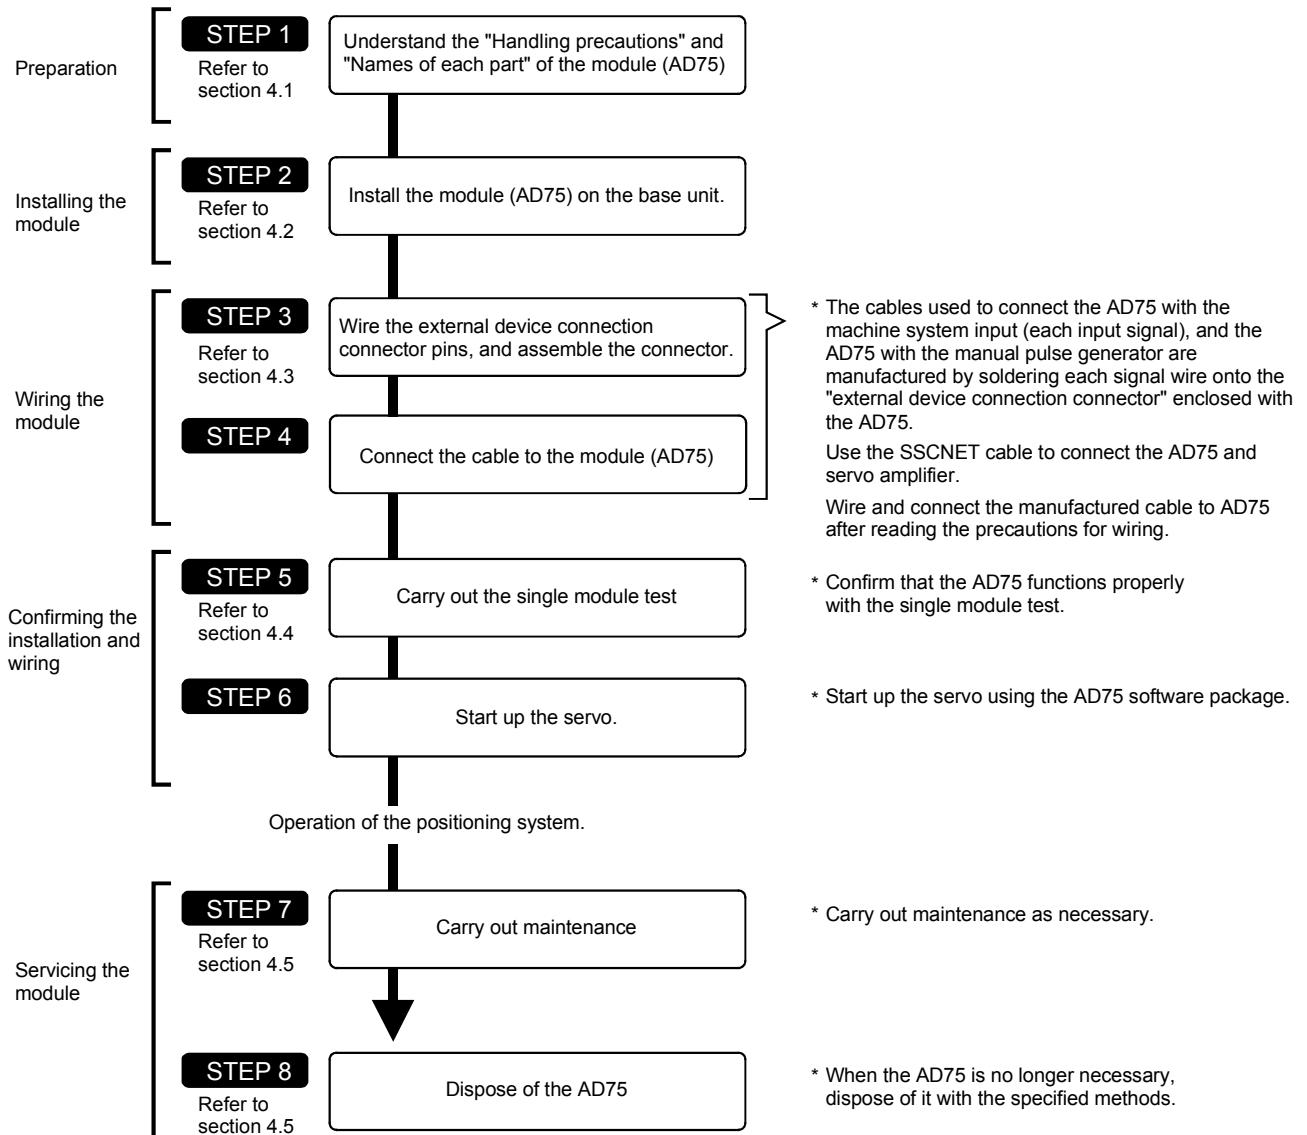 Preparation
STEP 1
Refer to
section 4.1
Understand the "Handling precautions" and
"Names of each part" of the module (AD75)
Installing the
module
STEP 2
Refer to
section 4.2
Install the module (AD75) on the base unit.
Wiring the
module
STEP 3
Refer to
section 4.3
Wire the external device connection
connector pins, and assemble the connector.
STEP 4
Connect the cable to the module (AD75)
* The cables used to connect the AD75 with the
machine system input (each input signal), and the
AD75 with the manual pulse generator are
manufactured by soldering each signal wire onto the
"external device connection connector" enclosed with
the AD75.
Use the SSCNET cable to connect the AD75 and
servo amplifier.
Wire and connect the manufactured cable to AD75
after reading the precautions for wiring.
Confirming the
installation and
wiring
STEP 5
Refer to
section 4.4
Carry out the single module test
* Confirm that the AD75 functions properly
with the single module test.
STEP 6
Start up the servo.
* Start up the servo using the AD75 software package.
Operation of the positioning system.
Servicing the
module
STEP 7
Refer to
section 4.5
Carry out maintenance
* Carry out maintenance as necessary.
STEP 8
Refer to
section 4.5
Dispose of the AD75
* When the AD75 is no longer necessary,
dispose of it with the specified methods.